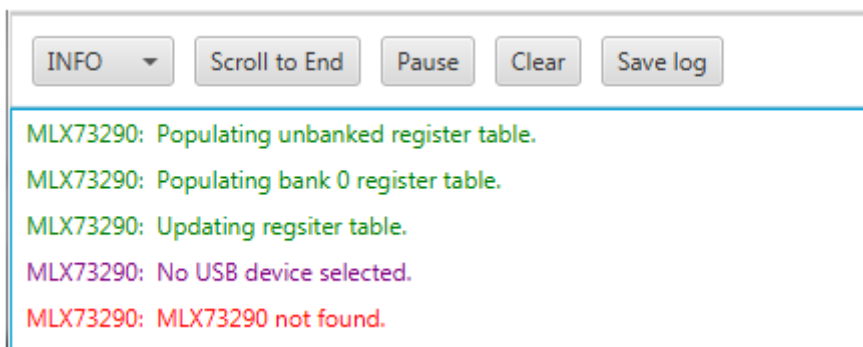 INFO Scroll to End Pause Clear Save log
MLX73290: Populating unbanked register table.
MLX73290: Populating bank 0 register table.
MLX73290: Updating regsiter table.
MLX73290: No USB device selected.
MLX73290: MLX73290 not found.